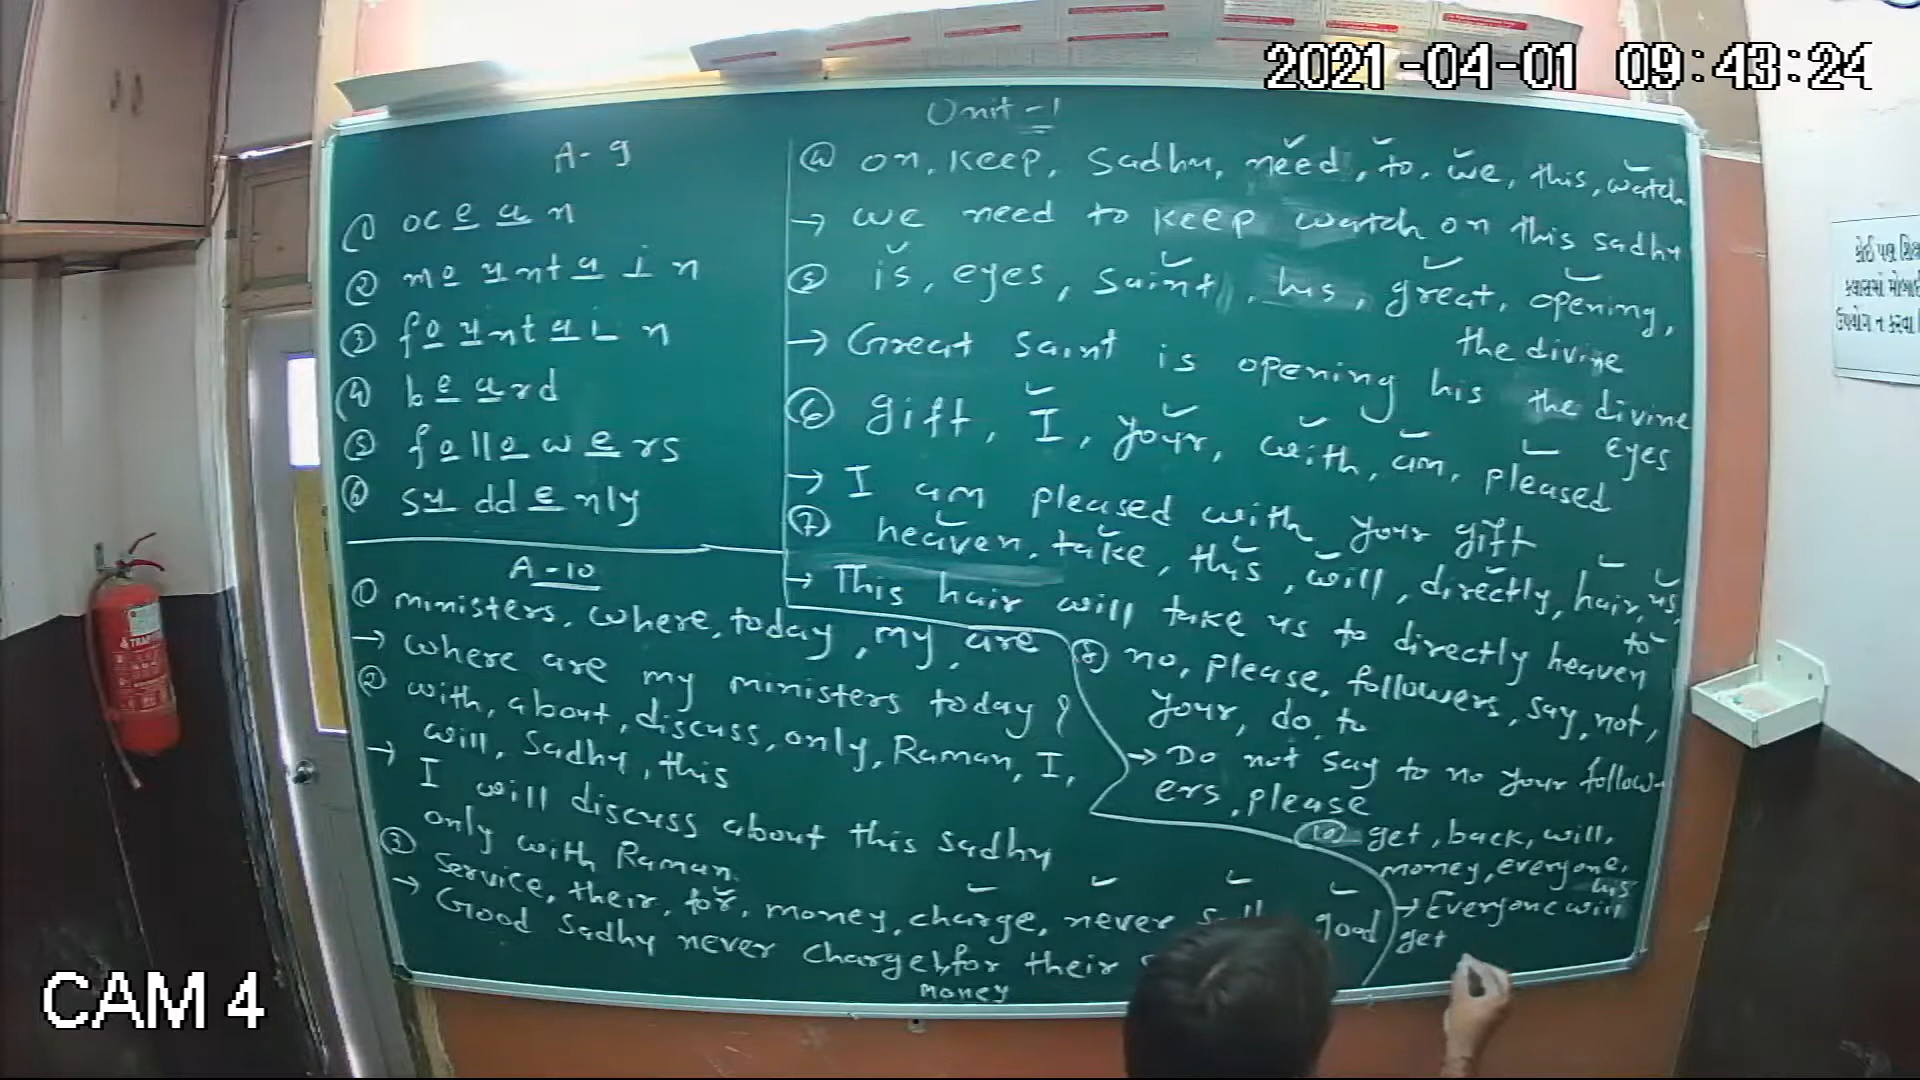 2021-04-01 09:43:24
Unit-1
A-9
① ocean
② mountain
③ fountain
④ beard
⑤ followers
⑥ suddenly
A-10
① ministers, where, today, my, are
→ where are my ministers today?
② with, about, discuss, only, Raman, I,
will, Sadhu, this
→ I will discuss about this sadhu
only with Raman.
③ Service, their, for, money, charge, never good
→ Good Sadhu never charge for their
money
④ on, keep, Sadhu, need, to, we, this, watch
→ we need to keep watch on this sadhu
⑤ is, eyes, saint, his, great, opening,
the divine
→ Great saint is opening his the divine
eyes
⑥ gift, I, your, with, am, pleased
→ I am pleased with your gift
⑦ heaven, take, this, will, directly, hair, us,
to
→ This hair will take us to directly heaven
⑧ no, please, followers, say, not,
your, do, to
→ Do not say to no your follow-
ers, please
⑩ get, back, will,
money, everyone,
his
→ Everyone will
get
કોઈ પણ
ઉપયોગ ન કરવા
CAM 4